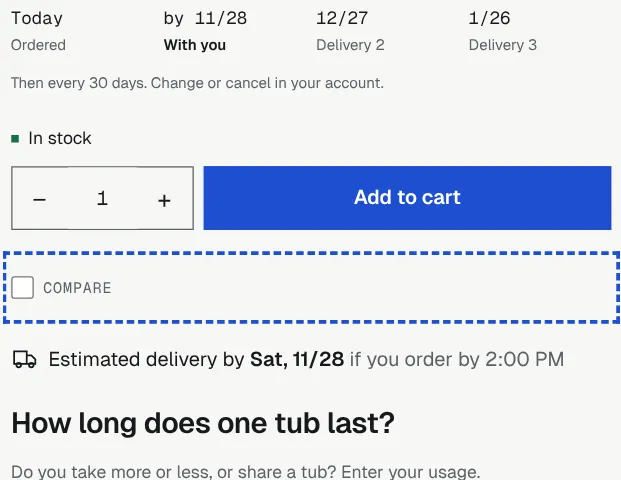 Today by 11/28 12/27 1/26
Ordered With you Delivery 2 Delivery 3
Then every 30 days. Change or cancel in your account.
In stock
− 1 +
Add to cart
COMPARE
Estimated delivery by Sat, 11/28 if you order by 2:00 PM
How long does one tub last?
Do you take more or less, or share a tub? Enter your usage.